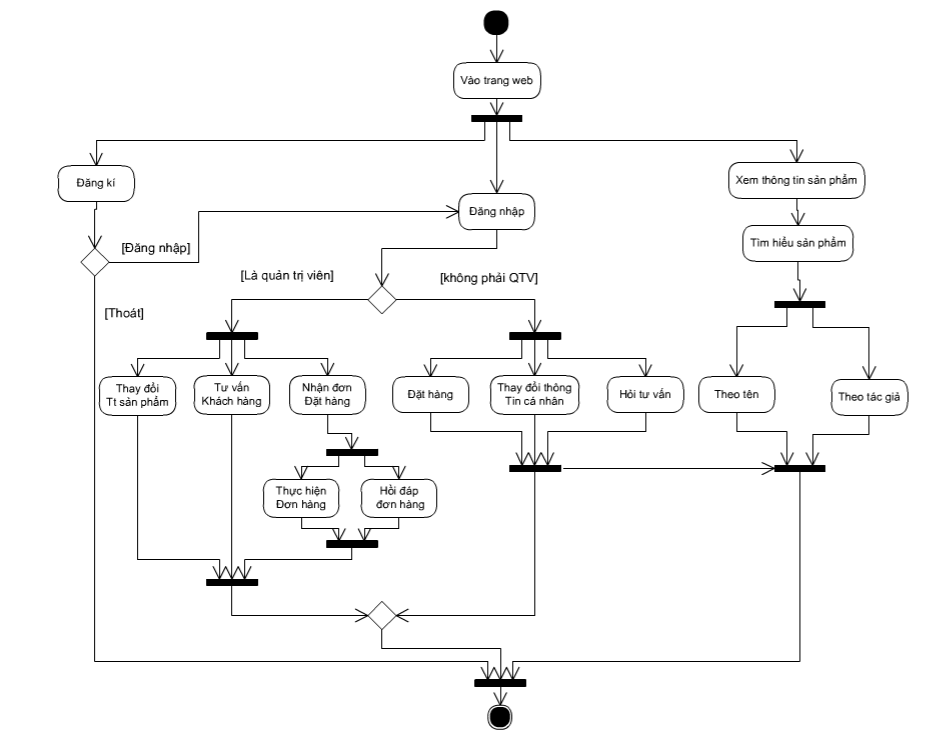 Vào trang web
Đăng kí
Xem thông tin sản phẩm
Đăng nhập
Tìm hiểu sản phẩm
[Đăng nhập]
[Là quản trị viên]
[không phải QTV]
[Thoát]
Thay đổi
Tt sản phẩm
Tư vấn
Khách hàng
Nhận đơn
Đặt hàng
Đặt hàng
Thay đổi thông
Tin cá nhân
Hỏi tư vấn
Theo tên
Theo tác giả
Thực hiện
Đơn hàng
Hồi đáp
đơn hàng